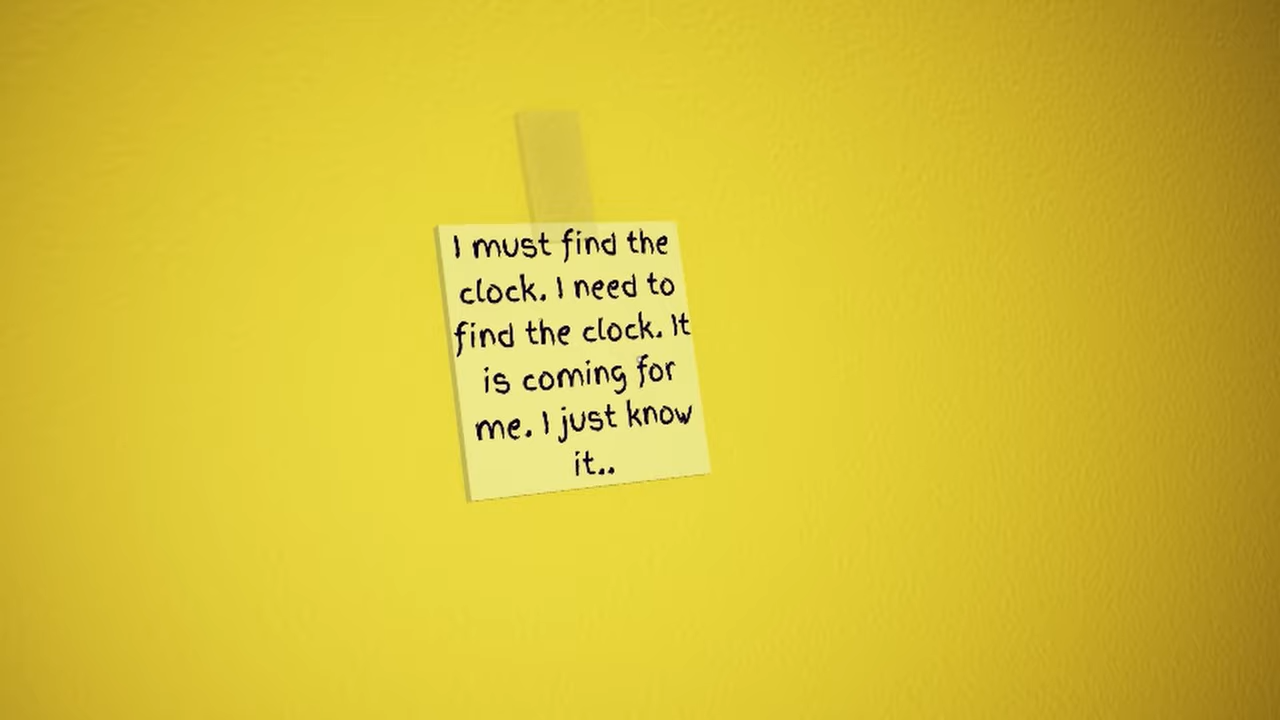 I must find the
clock. I need to
find the clock. It
is coming for
me. I just know
it..